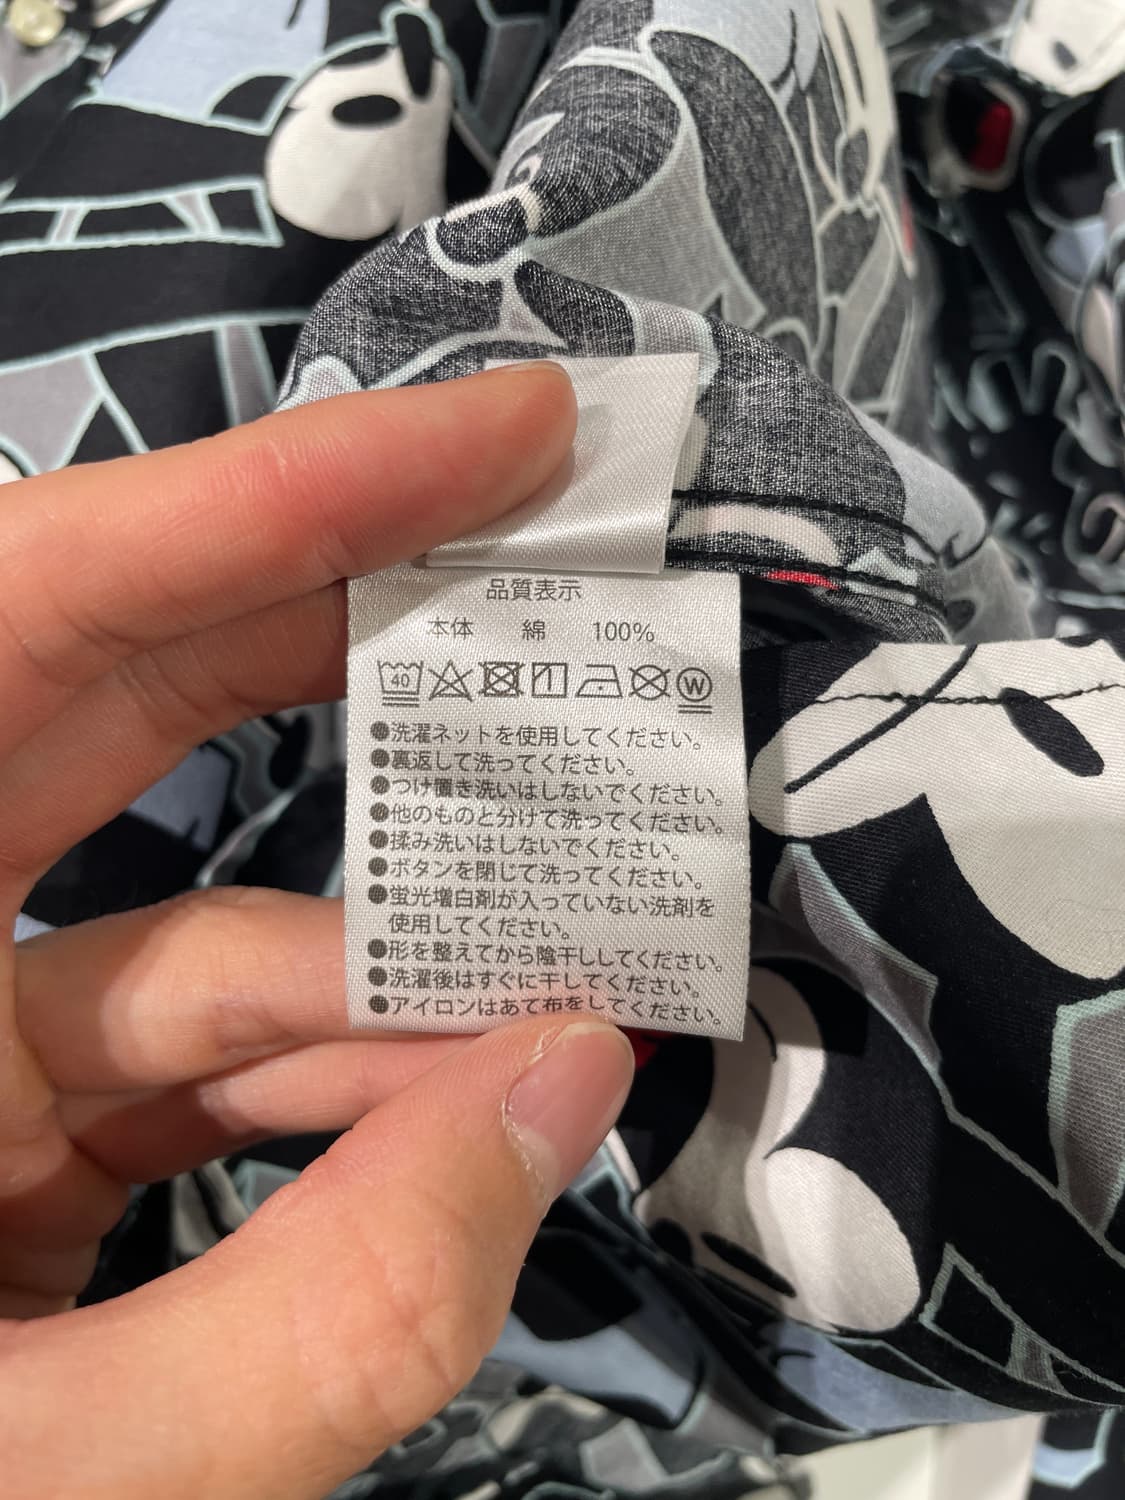 品質表示
本体 綿 100%
40 W
●洗濯ネットを使用してください。
●裏返して洗ってください。
●つけ置き洗いはしないでください。
●他のものと分けて洗ってください。
●揉み洗いはしないでください。
●ボタンを閉じて洗ってください。
●蛍光増白剤が入っていない洗剤を
使用してください。
●形を整えてから陰干ししてください。
●洗濯後はすぐに干してください。
●アイロンはあて布をしてください。